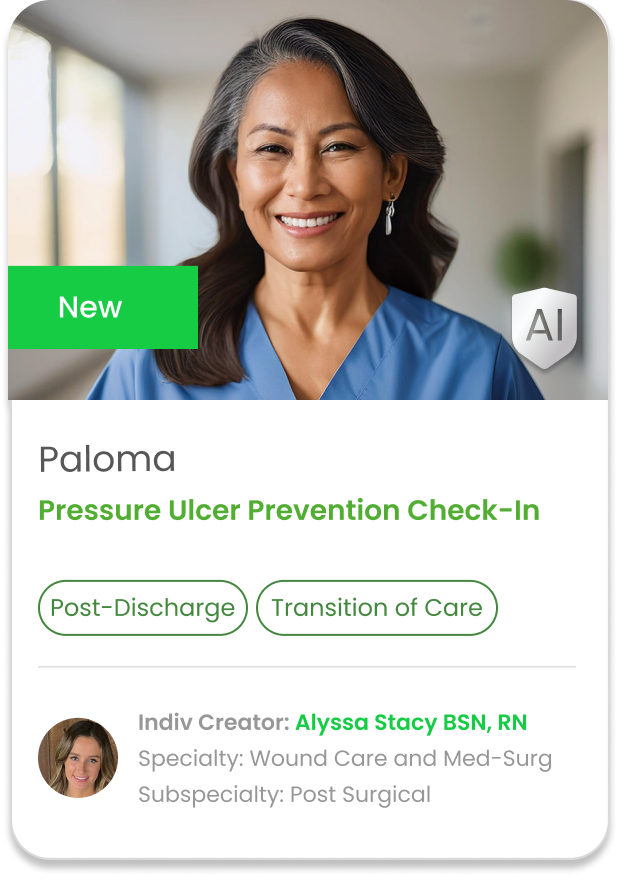 New
AI
Paloma
Pressure Ulcer Prevention Check-In
Post-Discharge
Transition of Care
Indiv Creator: Alyssa Stacy BSN, RN
Specialty: Wound Care and Med-Surg
Subspecialty: Post Surgical